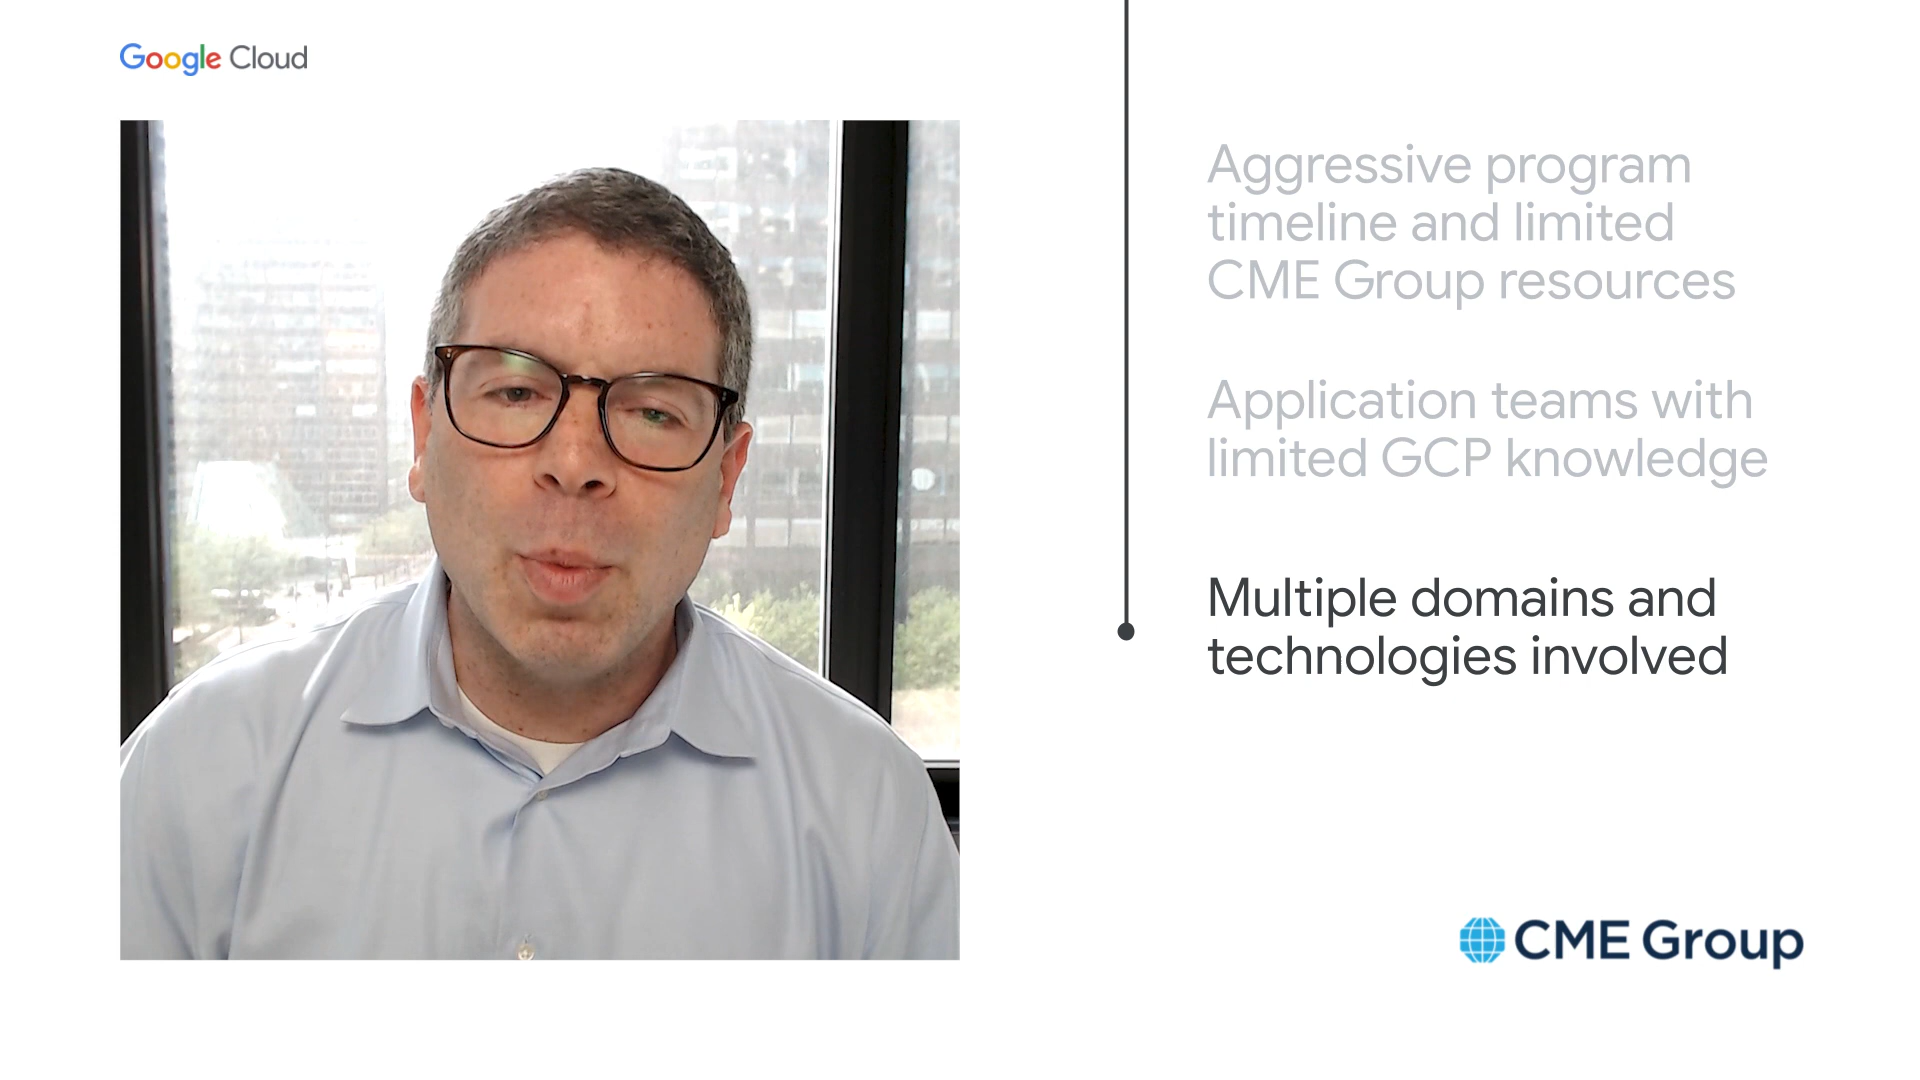 Google Cloud
Aggressive program
timeline and limited
CME Group resources
Application teams with
limited GCP knowledge
Multiple domains and
technologies involved
CME Group